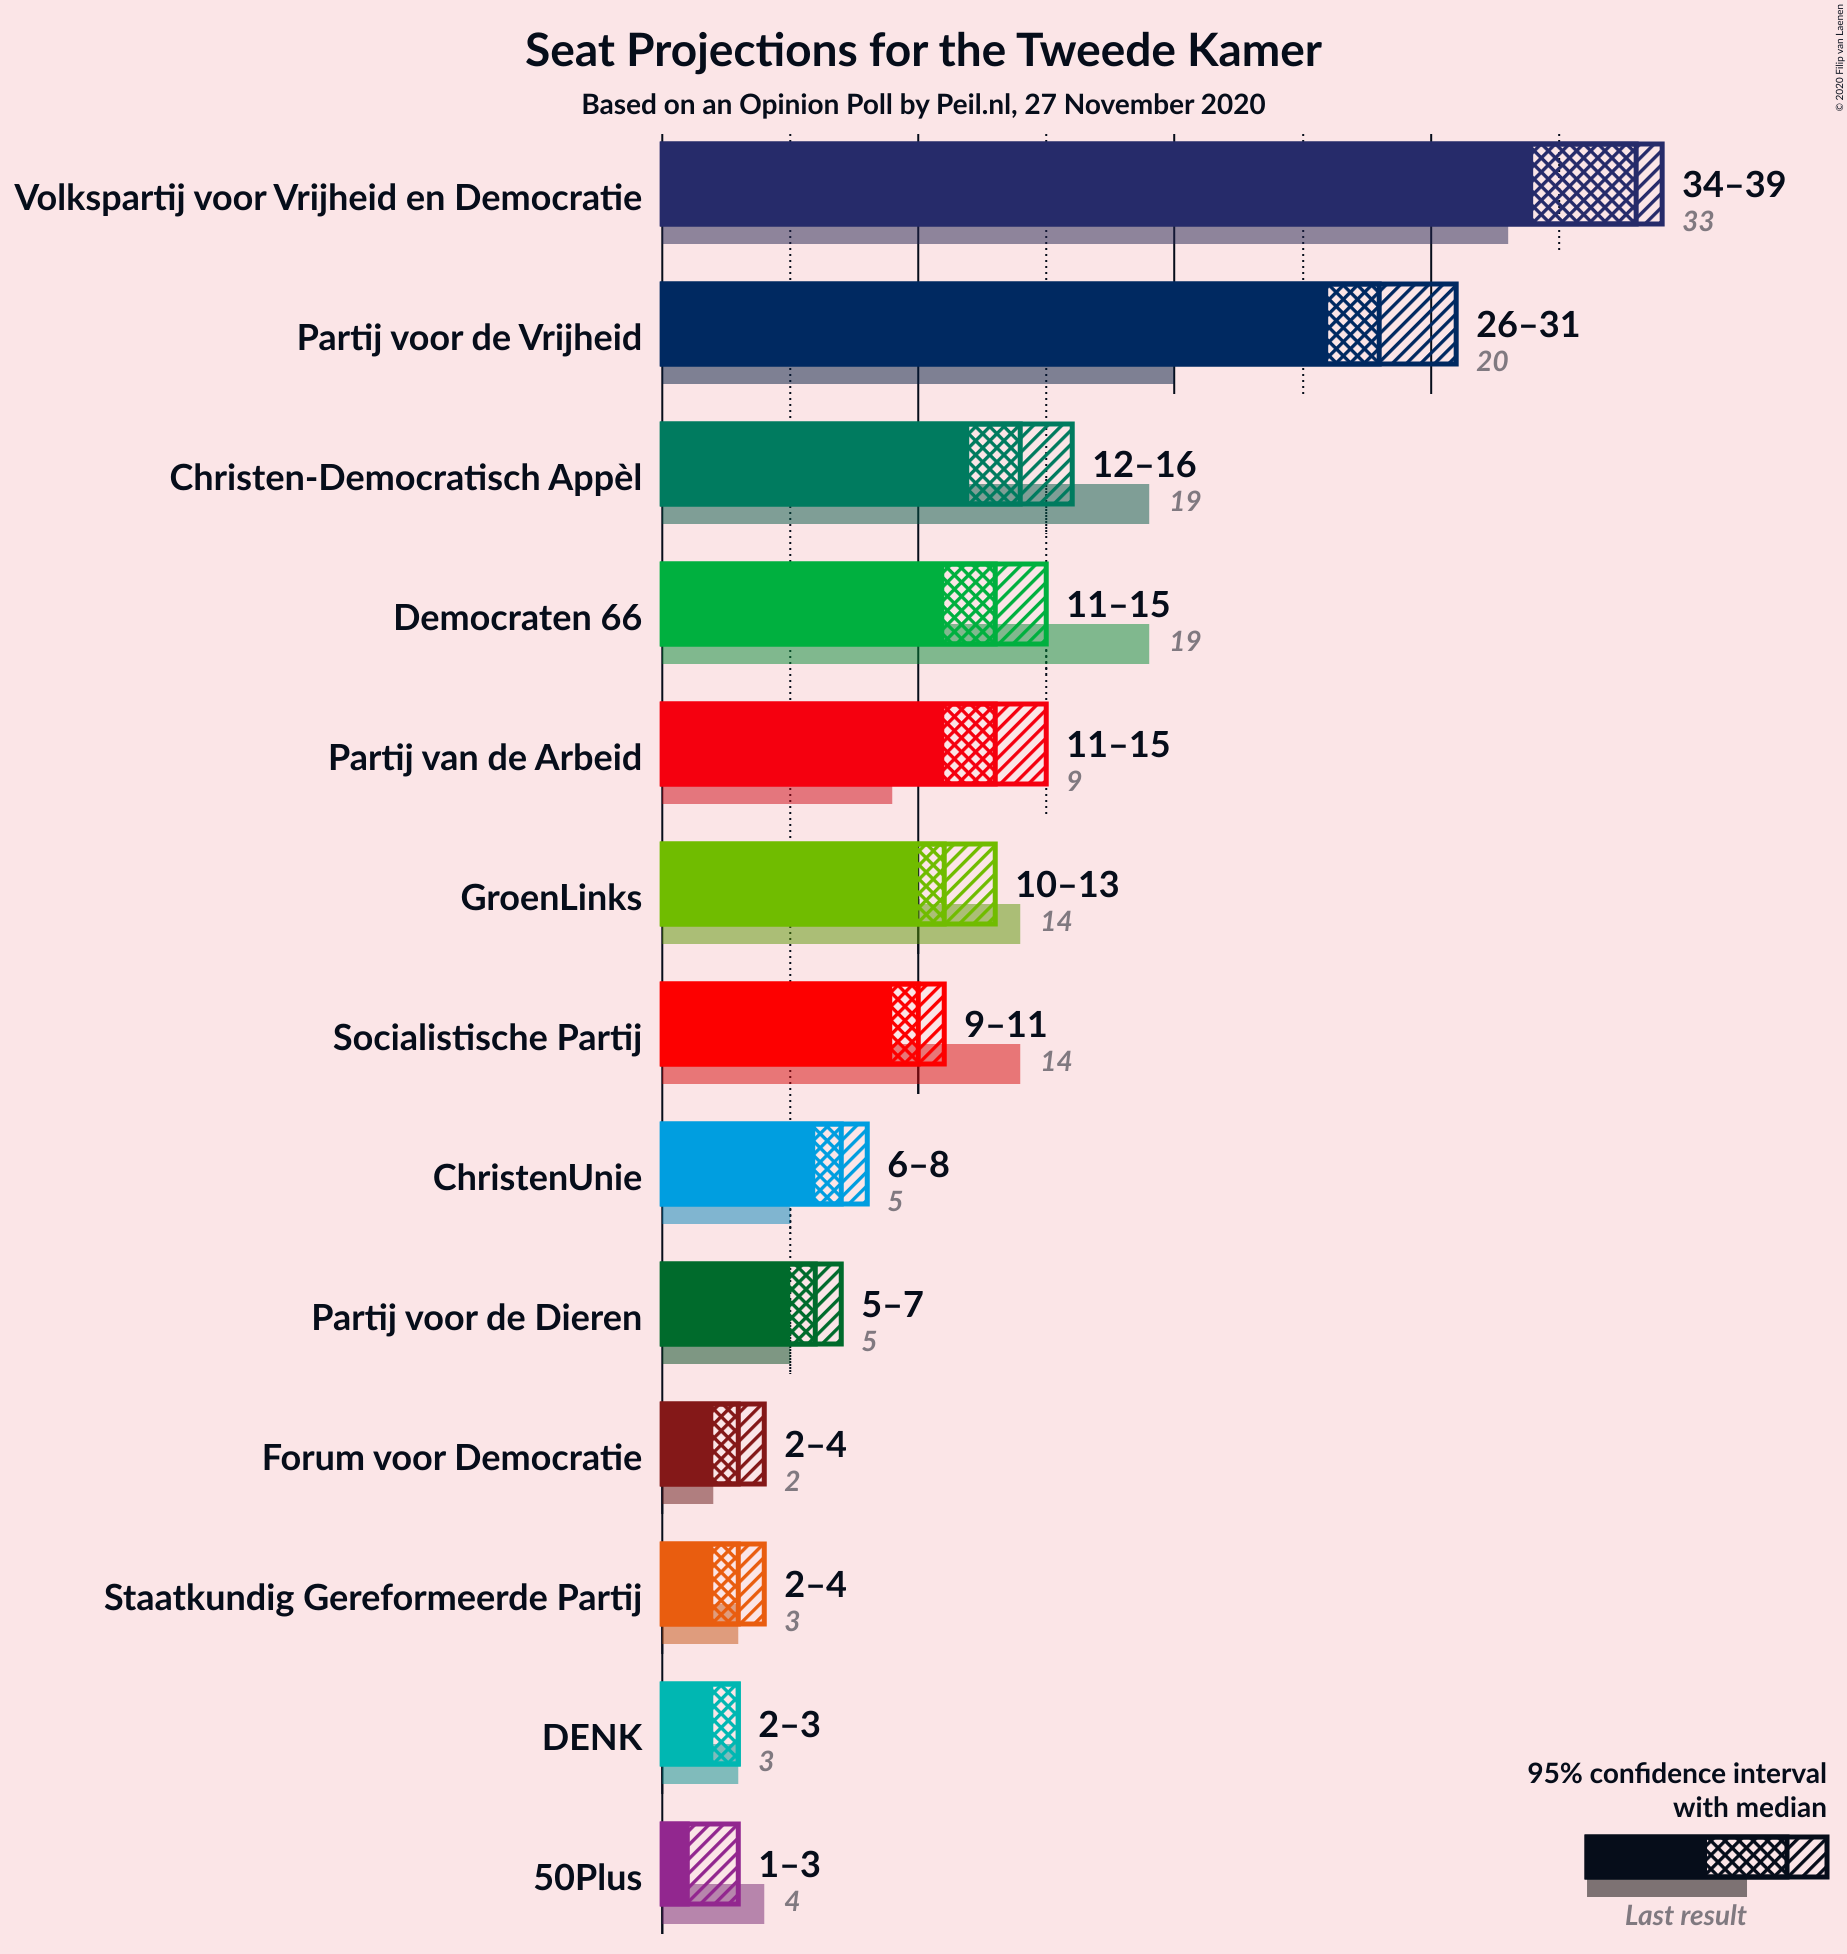 Seat Projections for the Tweede Kamer
Based on an Opinion Poll by Peil.nl, 27 November 2020
© 2020 Filip van Laenen
Volkspartij voor Vrijheid en Democratie
34–39
33
Partij voor de Vrijheid
26–31
20
Christen-Democratisch Appèl
12–16
19
Democraten 66
11–15
19
Partij van de Arbeid
11–15
9
GroenLinks
10–13
14
Socialistische Partij
9–11
14
ChristenUnie
6–8
5
Partij voor de Dieren
5–7
5
Forum voor Democratie
2–4
2
Staatkundig Gereformeerde Partij
2–4
3
DENK
2–3
3
50Plus
1–3
4
95% confidence interval
with median
Last result